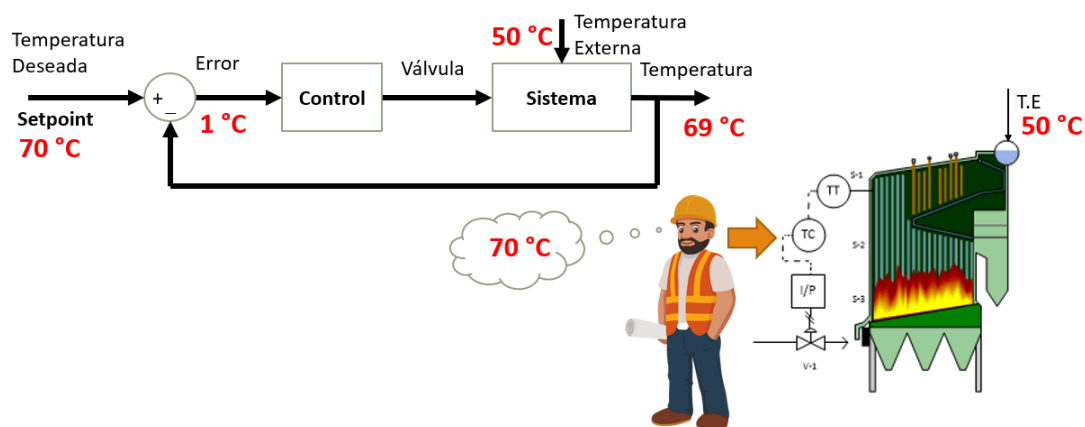 Temperatura
Deseada
Setpoint
70 °C
+
_
Error
1 °C
Control
Válvula
50 °C
Temperatura
Externa
Sistema
Temperatura
69 °C
70 °C
T.E
50 °C
S-1
TT
TC
S-2
I/P
S-3
V-1